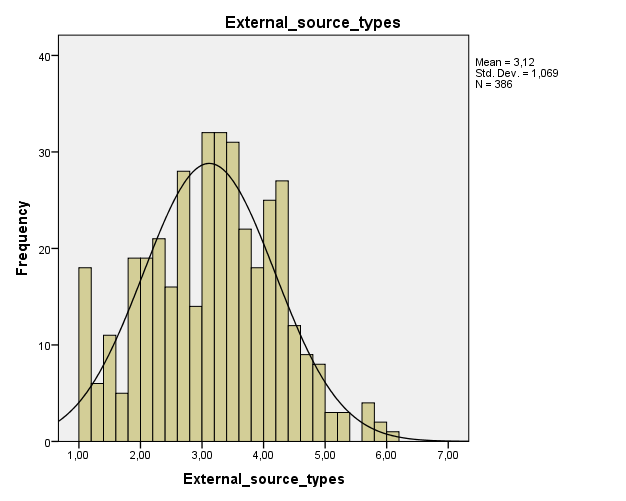 External_source_types
Mean = 3,12
Std. Dev. = 1,069
N = 386
Frequency
40
30
20
10
0
1,00 2,00 3,00 4,00 5,00 6,00 7,00
External_source_types